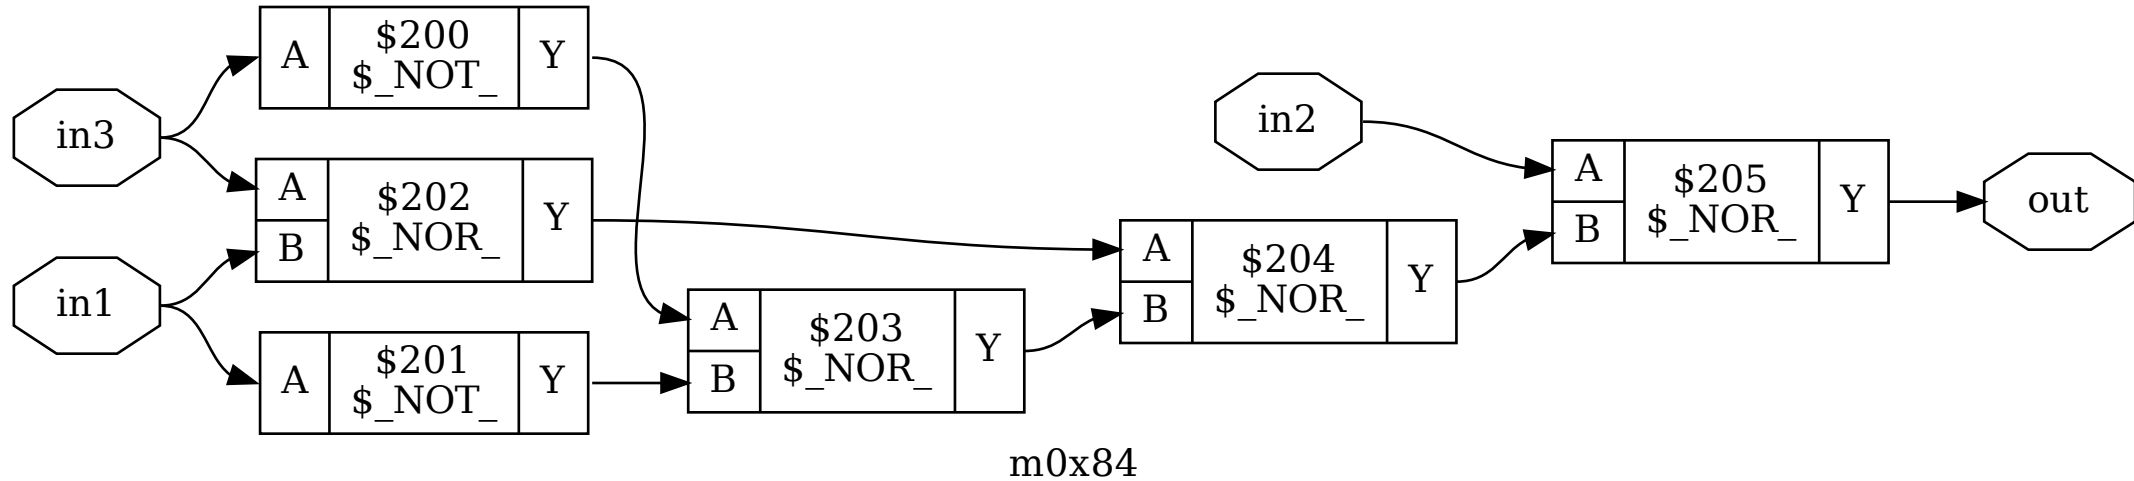 in3
in1
A
$200
$_NOT_
Y
A
B
$202
$_NOR_
Y
A
$201
$_NOT_
Y
A
B
$203
$_NOR_
Y
in2
A
B
$204
$_NOR_
Y
A
B
$205
$_NOR_
Y
out
m0x84